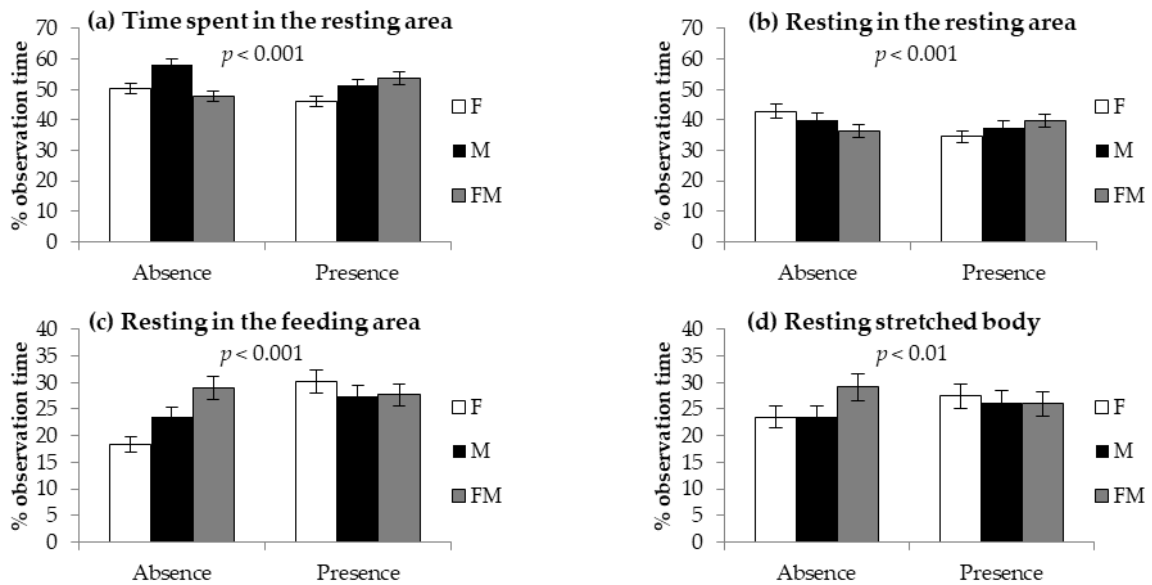 (a) Time spent in the resting area
p < 0.001
% observation time
70
60
50
40
30
20
10
0
Absence
Presence
F
M
FM
(b) Resting in the resting area
p < 0.001
% observation time
70
60
50
40
30
20
10
0
Absence
Presence
F
M
FM
(c) Resting in the feeding area
p < 0.001
% observation time
40
35
30
25
20
15
10
5
0
Absence
Presence
F
M
FM
(d) Resting stretched body
p < 0.01
% observation time
40
35
30
25
20
15
10
5
0
Absence
Presence
F
M
FM